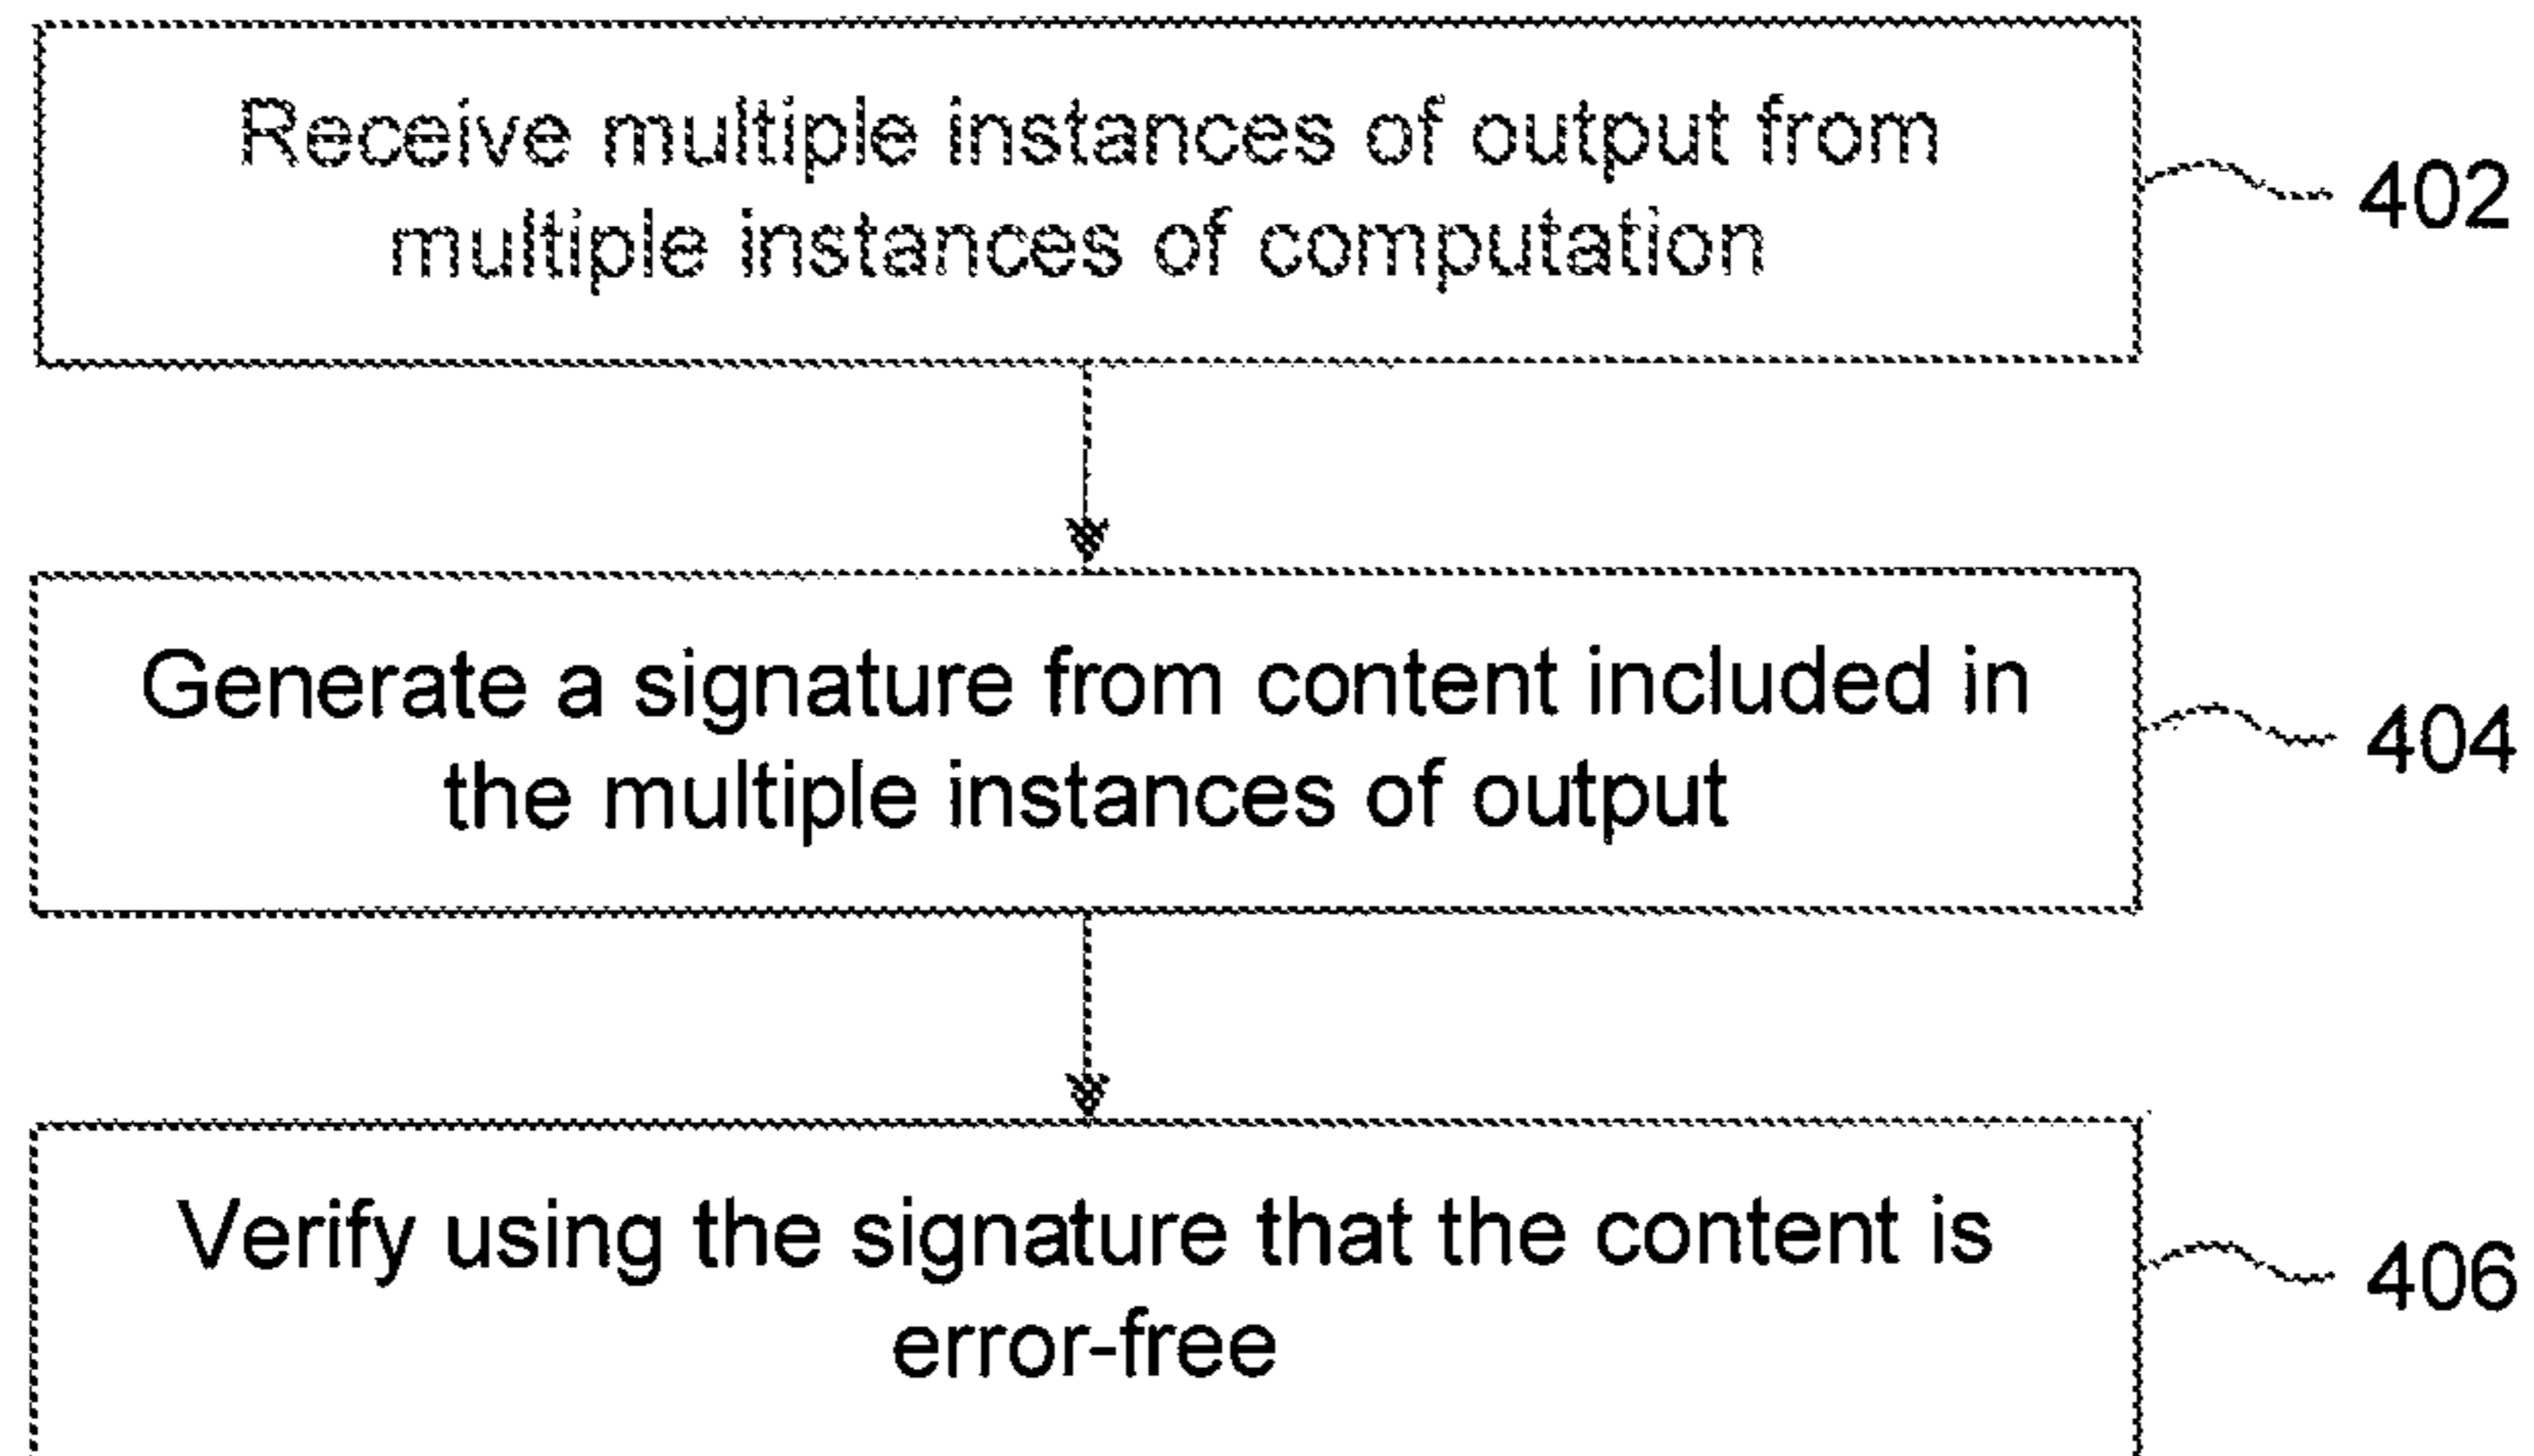 Receive multiple instances of output from
multiple instances of computation
402
Generate a signature from content included in
the multiple instances of output
404
Verify using the signature that the content is
error-free
406